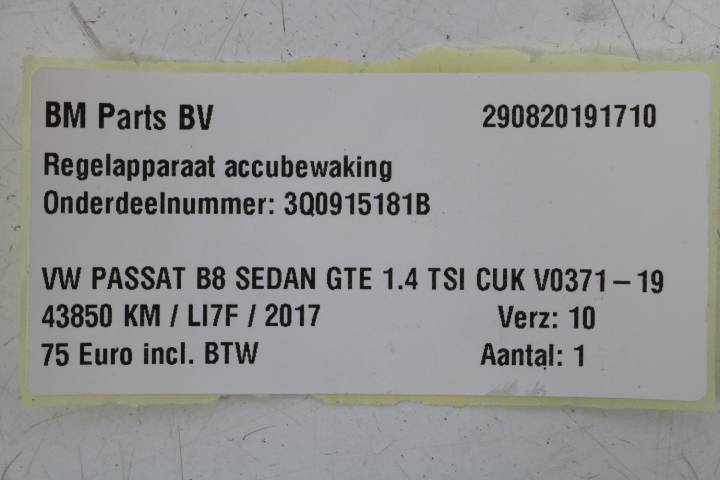 BM Parts BV 290820191710
Regelapparaat accubewaking
Onderdeelnummer: 3Q0915181B
VW PASSAT B8 SEDAN GTE 1.4 TSI CUK V0371-19
43850 KM / LI7F / 2017 Verz: 10
75 Euro incl. BTW Aantal: 1